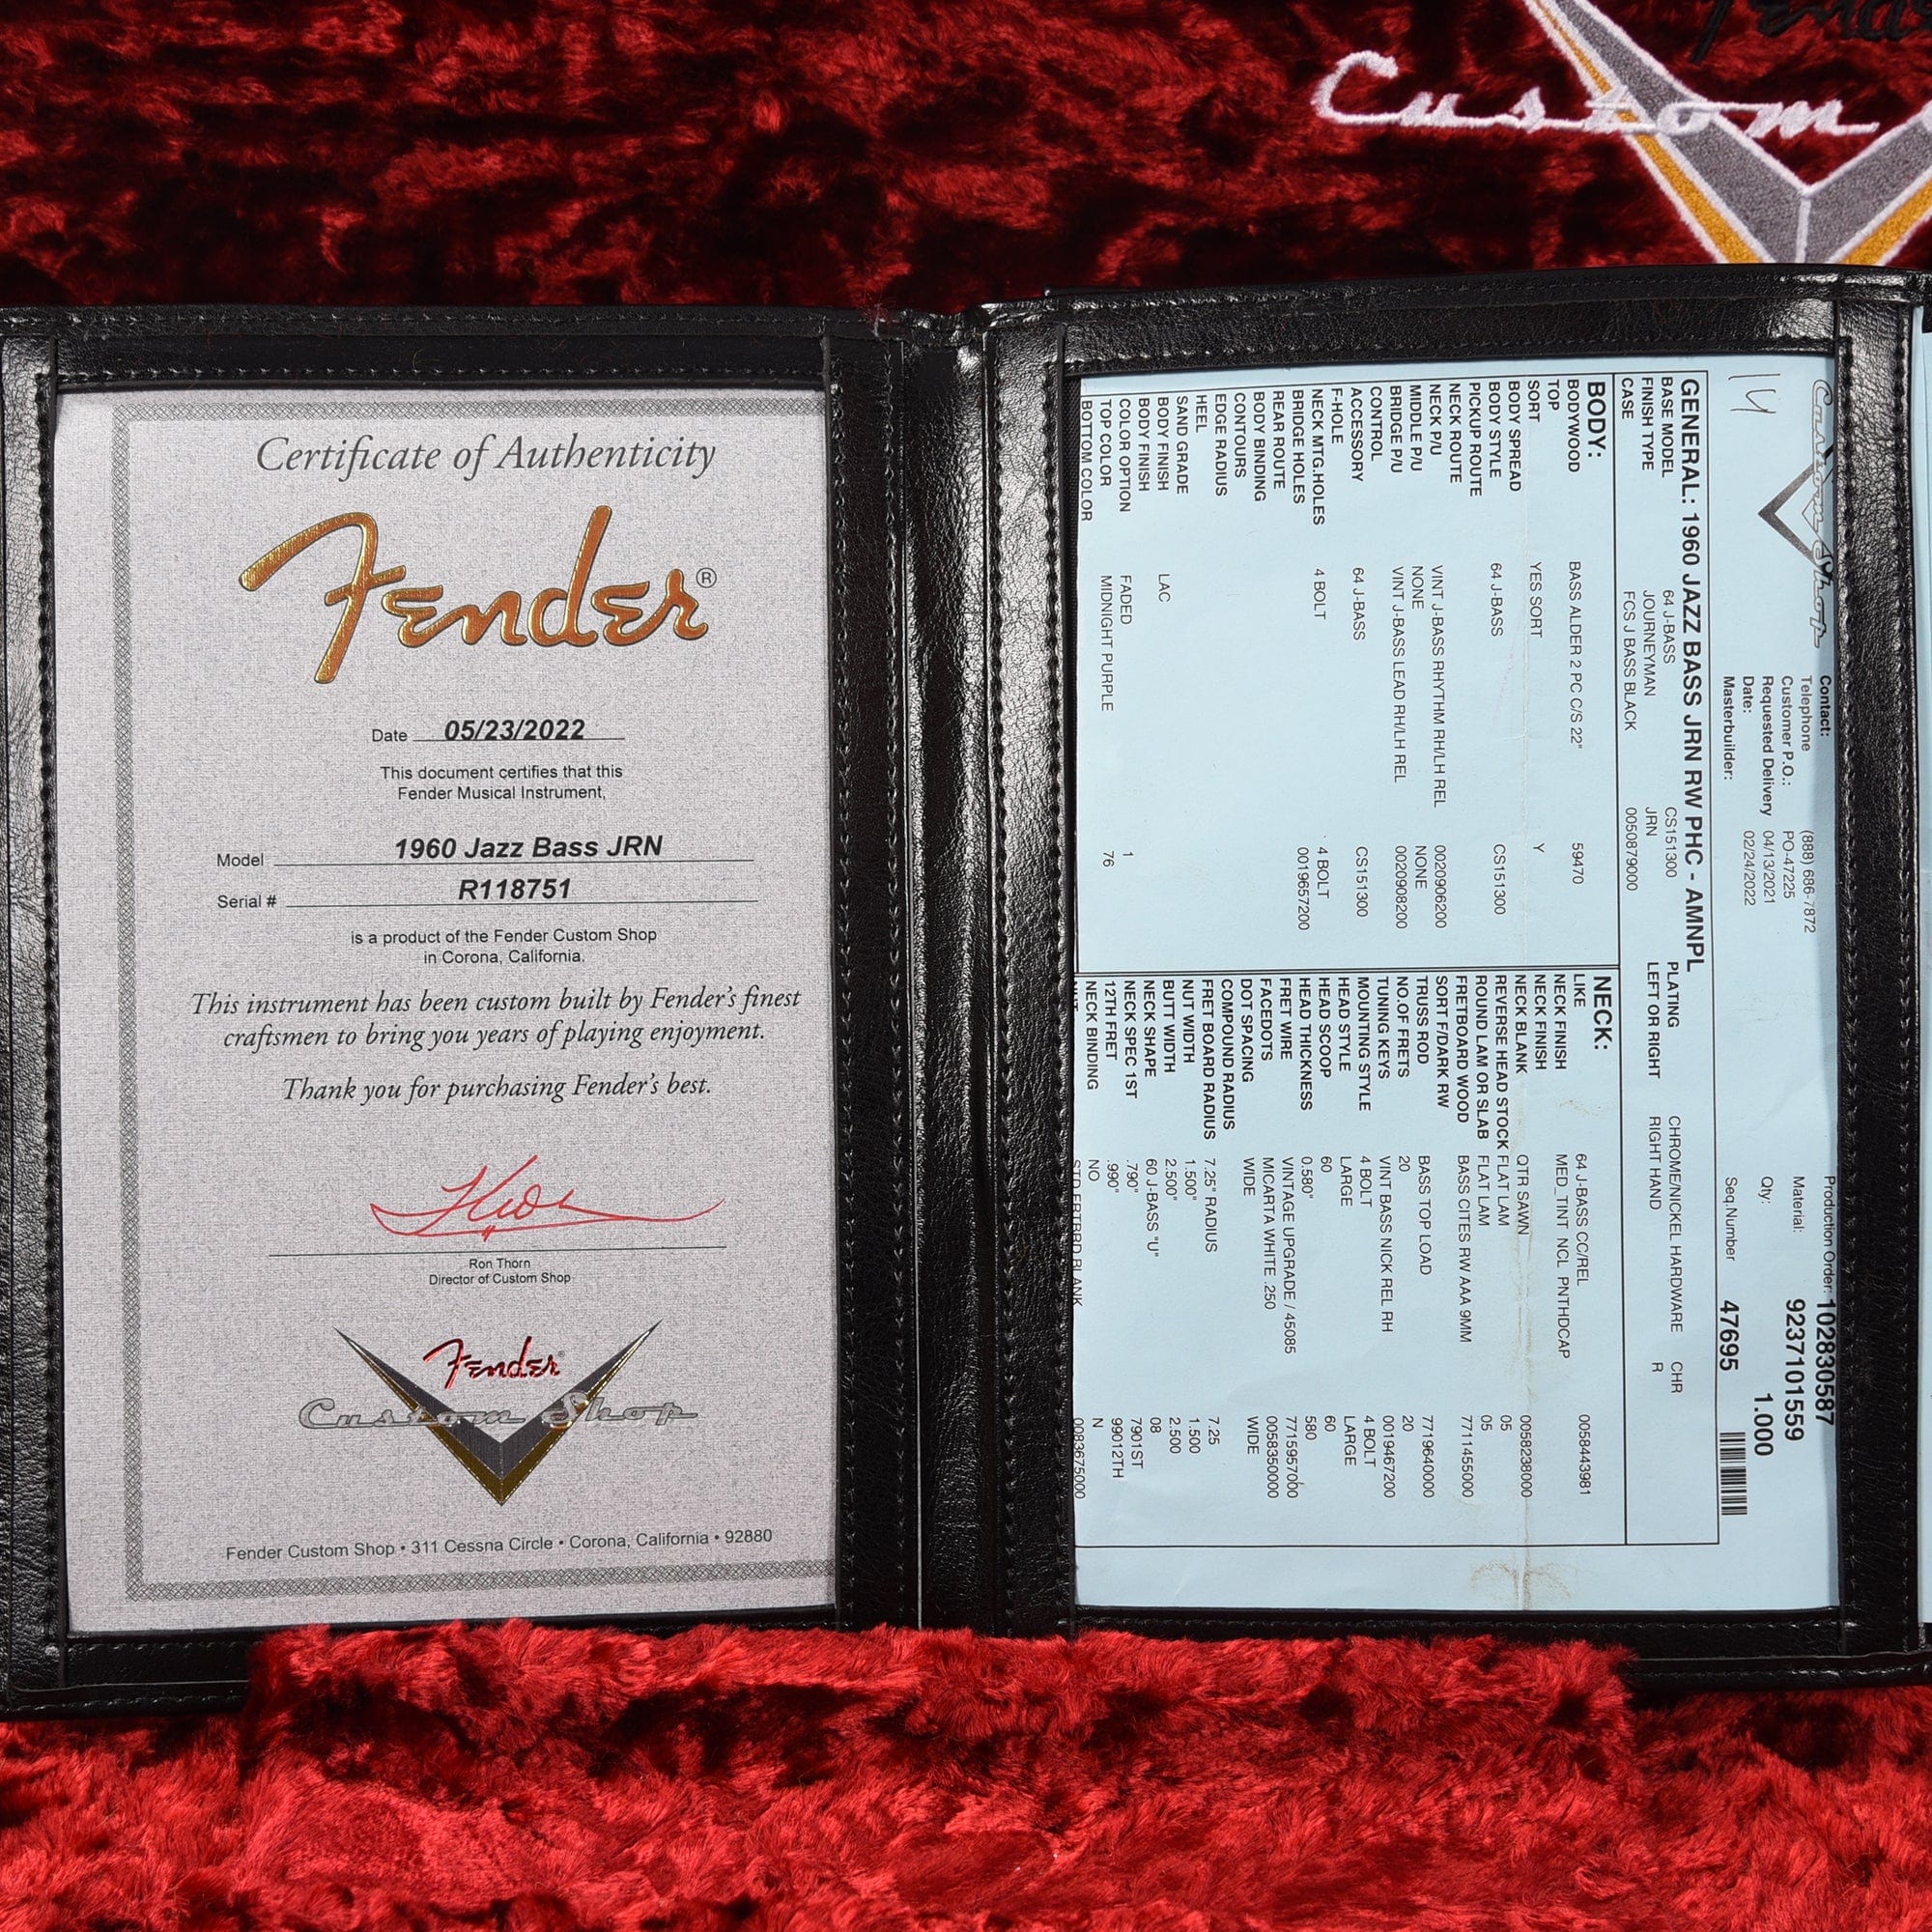 Fender
Custom
Certificate of Authenticity
Fender®
Date 05/23/2022
This document certifies that this
Fender Musical Instrument,
Model 1960 Jazz Bass JRN
Serial # R118751
is a product of the Fender Custom Shop
in Corona, California.
This instrument has been custom built by Fender's finest
craftsmen to bring you years of playing enjoyment.
Thank you for purchasing Fender's best.
Ron Thorn
Director of Custom Shop
Fender®
Custom Shop
Fender Custom Shop • 311 Cessna Circle • Corona, California • 92880
Custom Shop
14
Contact:
Telephone (888) 686-7872
Customer P.O.: PO-47225
Requested Delivery 04/13/2021
Date: 02/24/2022
Masterbuilder:
Production Order: 102830587
Material: 9237101559
Qty: 1.000
Seq.Number 47695
GENERAL: 1960 JAZZ BASS JRN RW PHC - AMNPL
BASE MODEL 64 J-BASS CS151300 PLATING CHROME/NICKEL HARDWARE CHR
FINISH TYPE JOURNEYMAN JRN LEFT OR RIGHT RIGHT HAND R
CASE FCS J BASS BLACK 0050879000
BODY:
BODYWOOD BASS ALDER 2 PC C/S 22" 59470
TOP
SORT YES SORT Y
BODY SPREAD
BODY STYLE 64 J-BASS CS151300
PICKUP ROUTE
NECK ROUTE
NECK P/U VINT J-BASS RHYTHM RH/LH REL 0020906200
MIDDLE P/U NONE NONE
BRIDGE P/U VINT J-BASS LEAD RH/LH REL 0020908200
CONTROL
ACCESSORY 64 J-BASS CS151300
F-HOLE
NECK MTG.HOLES 4 BOLT 4 BOLT
BRIDGE HOLES 0019657200
REAR ROUTE
BODY BINDING
CONTOURS
EDGE RADIUS
HEEL
SAND GRADE
BODY FINISH LAC
BODY FINISH
COLOR OPTION FADED 1
TOP COLOR MIDNIGHT PURPLE 76
BOTTOM COLOR
NECK:
LIKE 64 J-BASS CC/REL 0058443981
NECK FINISH MED_TINT NCL PNTHDCAP
NECK FINISH
NECK BLANK QTR SAWN 0058238000
REVERSE HEAD STOCK FLAT LAM 05
ROUND LAM OR SLAB FLAT LAM 05
FRETBOARD WOOD BASS CITES RW AAA 9MM 7711455000
SORT F/DARK RW
TRUSS ROD BASS TOP LOAD 7719640000
NO.OF FRETS 20 20
TUNING KEYS VINT BASS NICK REL RH 0019467200
MOUNTING STYLE 4 BOLT 4 BOLT
HEAD STYLE LARGE LARGE
HEAD SCOOP 60 60
HEAD THICKNESS 0.580" 580
FRET WIRE VINTAGE UPGRADE / 45085 7715957000
FACEDOTS MICARTA WHITE .250 0058350000
DOT SPACING WIDE WIDE
COMPOUND RADIUS
FRET BOARD RADIUS 7.25" RADIUS 7.25
NUT WIDTH 1.500" 1.500
BUTT WIDTH 2.500" 2.500
NECK SHAPE 60 J-BASS "U" 08
NECK SPEC 1ST .790" 7901ST
12TH FRET .990" 99012TH
NECK BINDING NO N
NUT STD FRTBRD BLANK 0083675000